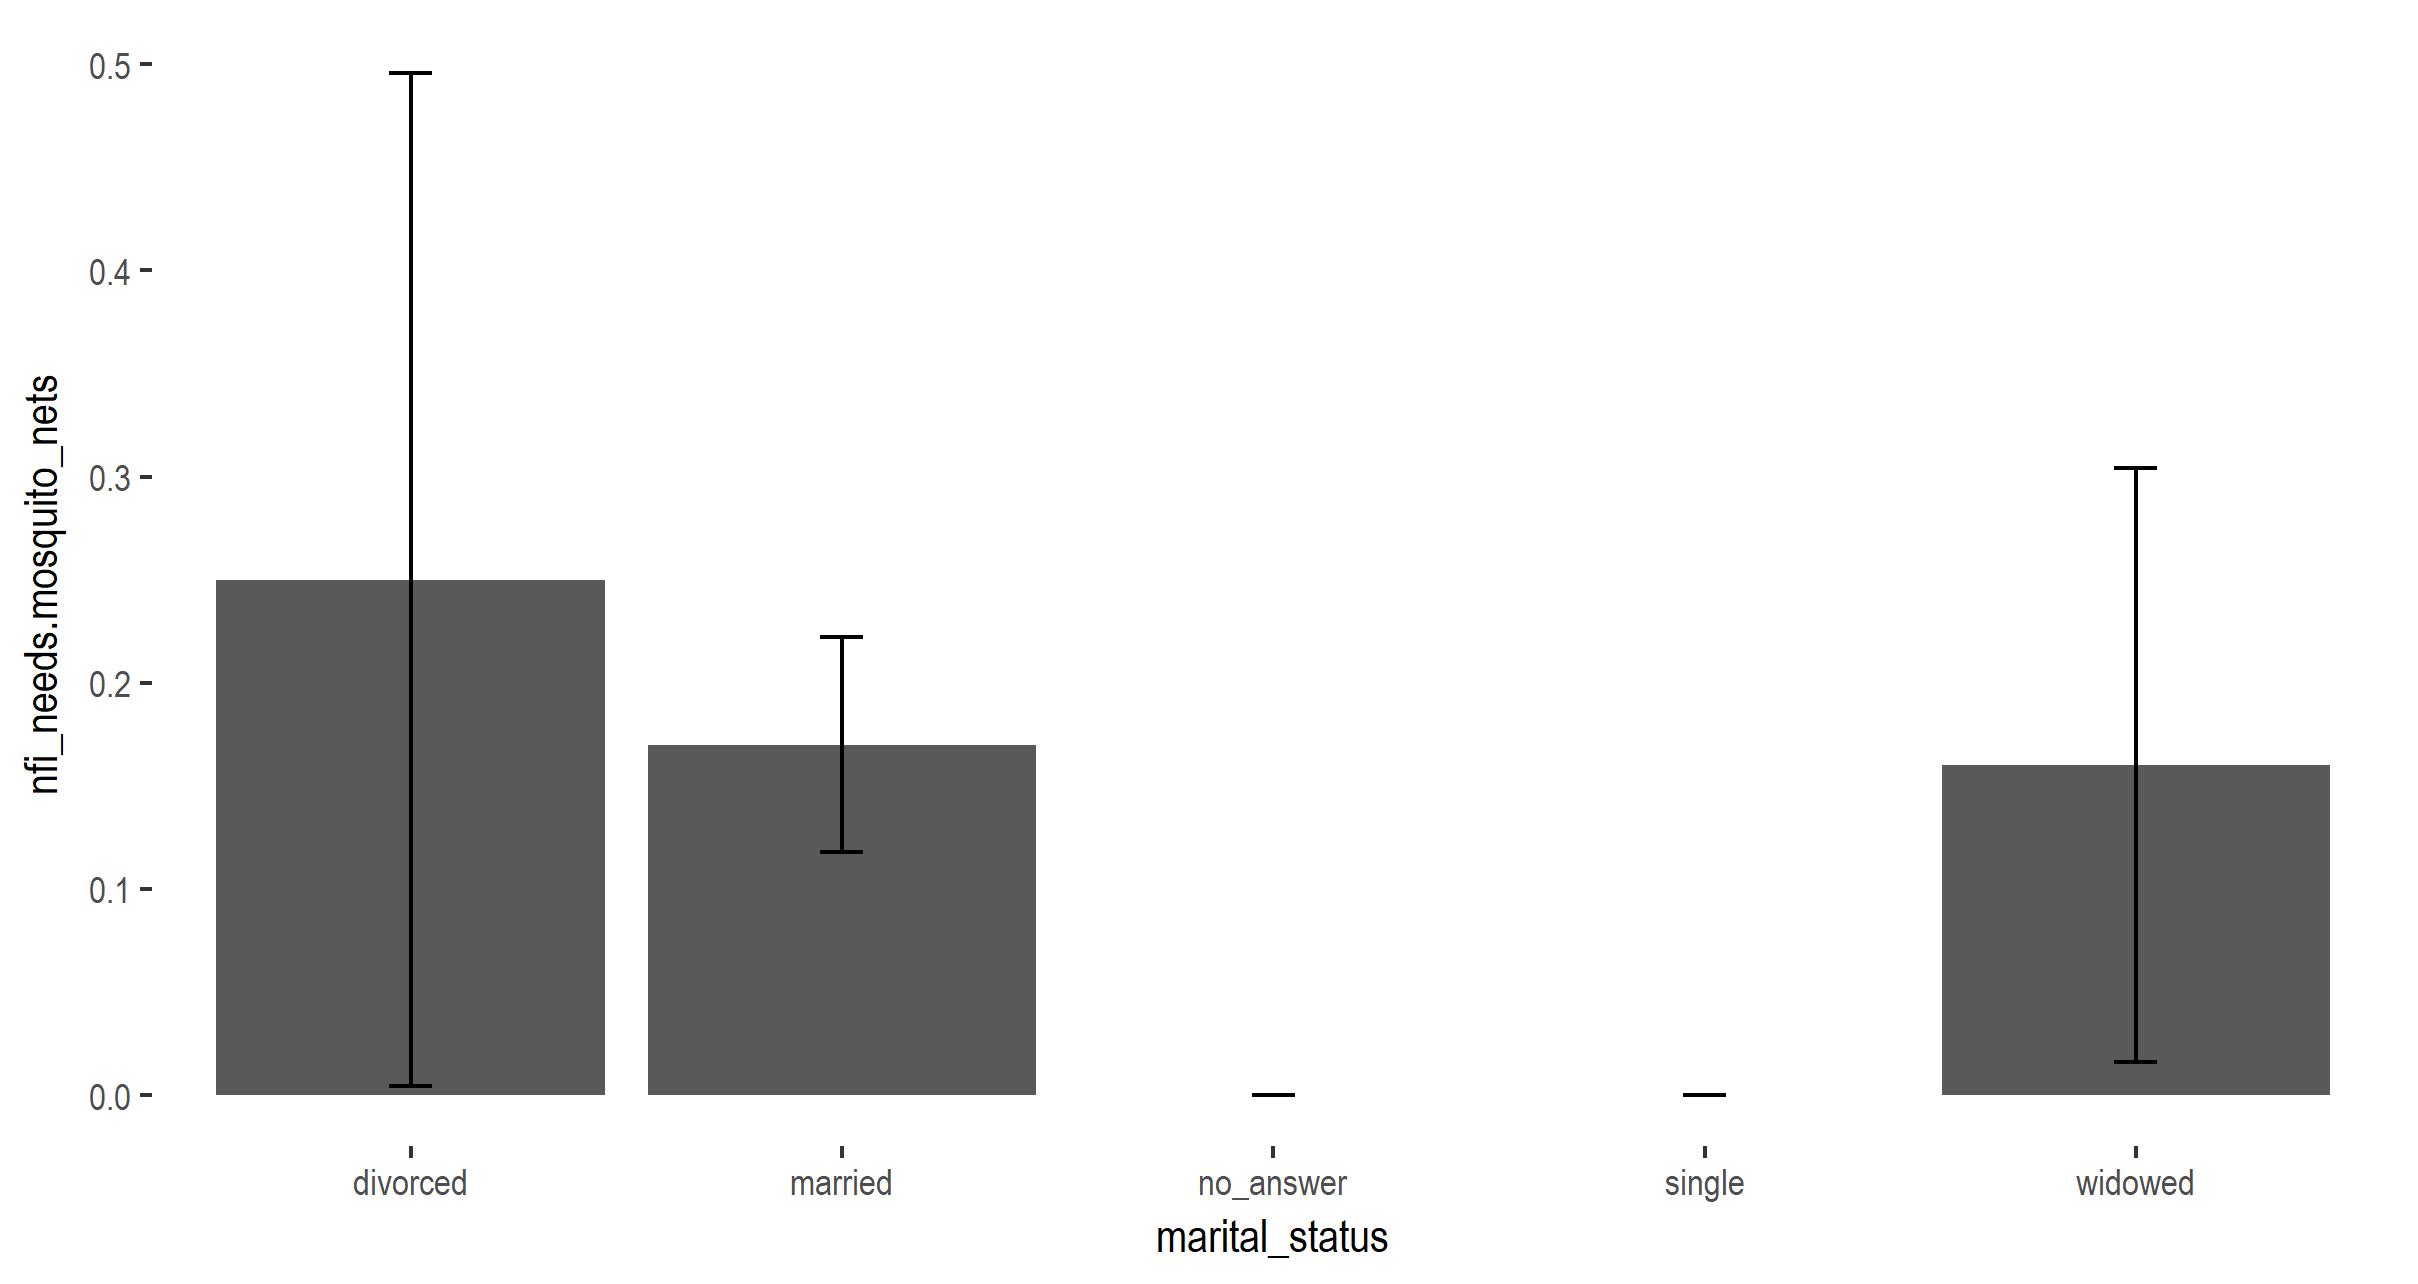 nfi_needs.mosquito_nets
0.5
0.4
0.3
0.2
0.1
0.0
divorced married no_answer single widowed
marital_status